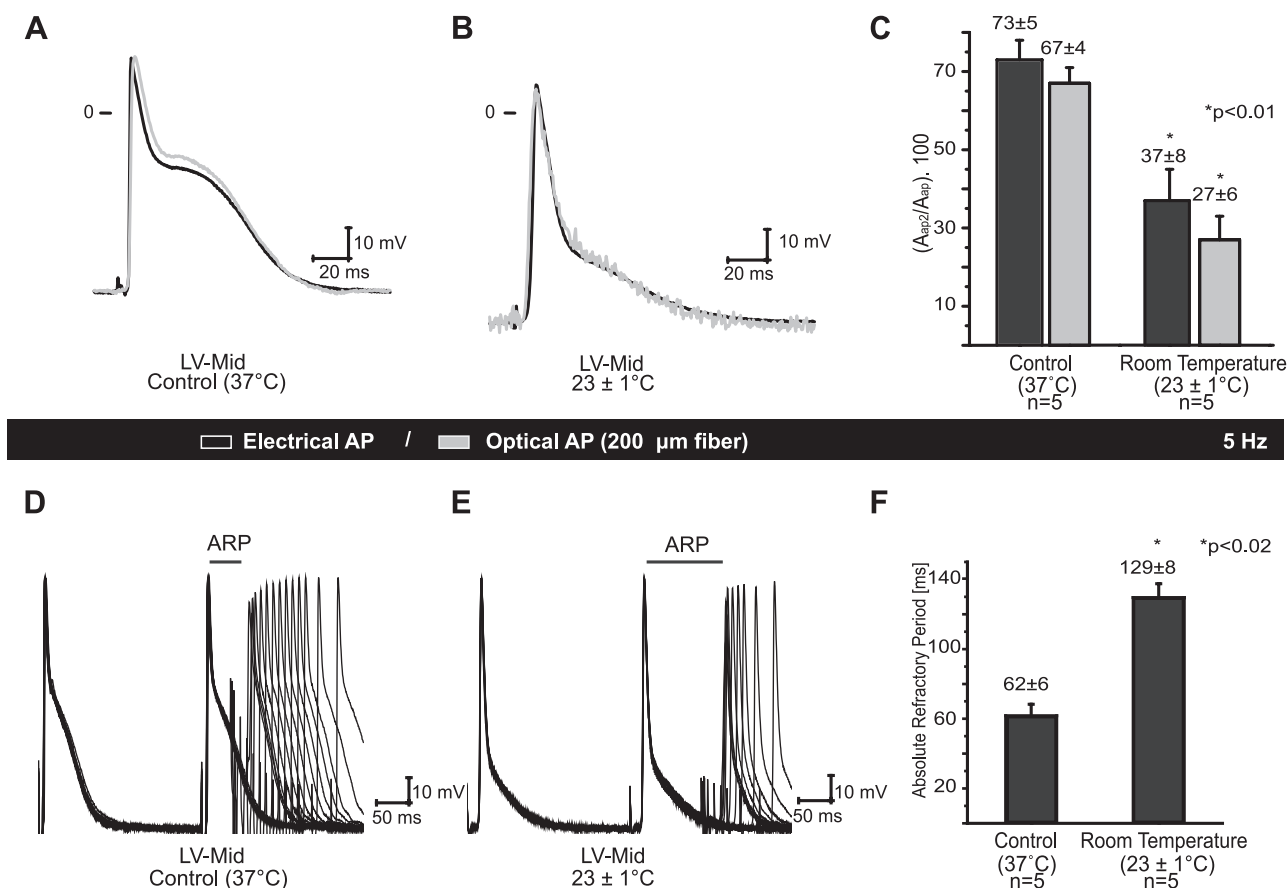 A
B
C
0
10 mV
20 ms
LV-Mid
Control (37°C)
0
10 mV
20 ms
LV-Mid
23 ± 1°C
(Aap2/Aap). 100
70
50
30
10
73±5
67±4
*p<0.01
*
37±8
*
27±6
Control
(37˚C)
n=5
Room Temperature
(23 ± 1°C)
n=5
Electrical AP / Optical AP (200 µm fiber) 5 Hz
D
E
F
ARP
10 mV
50 ms
LV-Mid
Control (37°C)
ARP
10 mV
50 ms
LV-Mid
23 ± 1°C
Absolute Refractory Period [ms]
140
100
60
20
62±6
*
129±8
*p<0.02
Control
(37˚C)
n=5
Room Temperature
(23 ± 1°C)
n=5